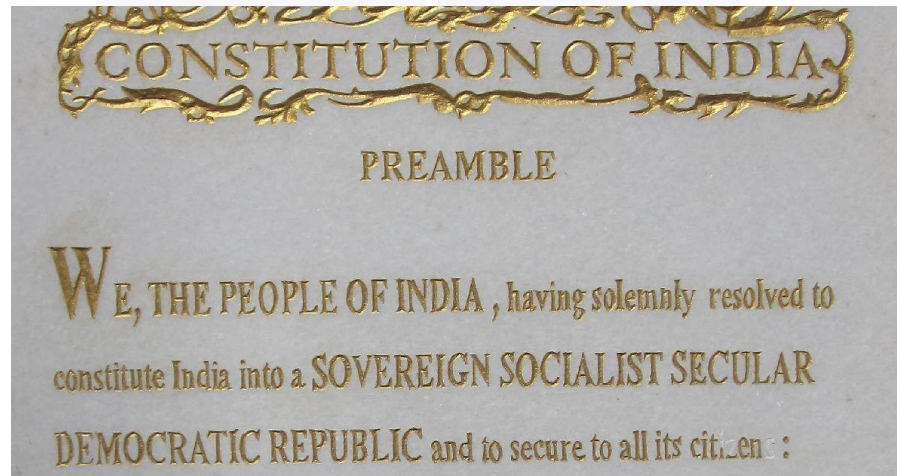 CONSTITUTION OF INDIA
PREAMBLE
WE, THE PEOPLE OF INDIA , having solemnly resolved to
constitute India into a SOVEREIGN SOCIALIST SECULAR
DEMOCRATIC REPUBLIC and to secure to all its citizens :